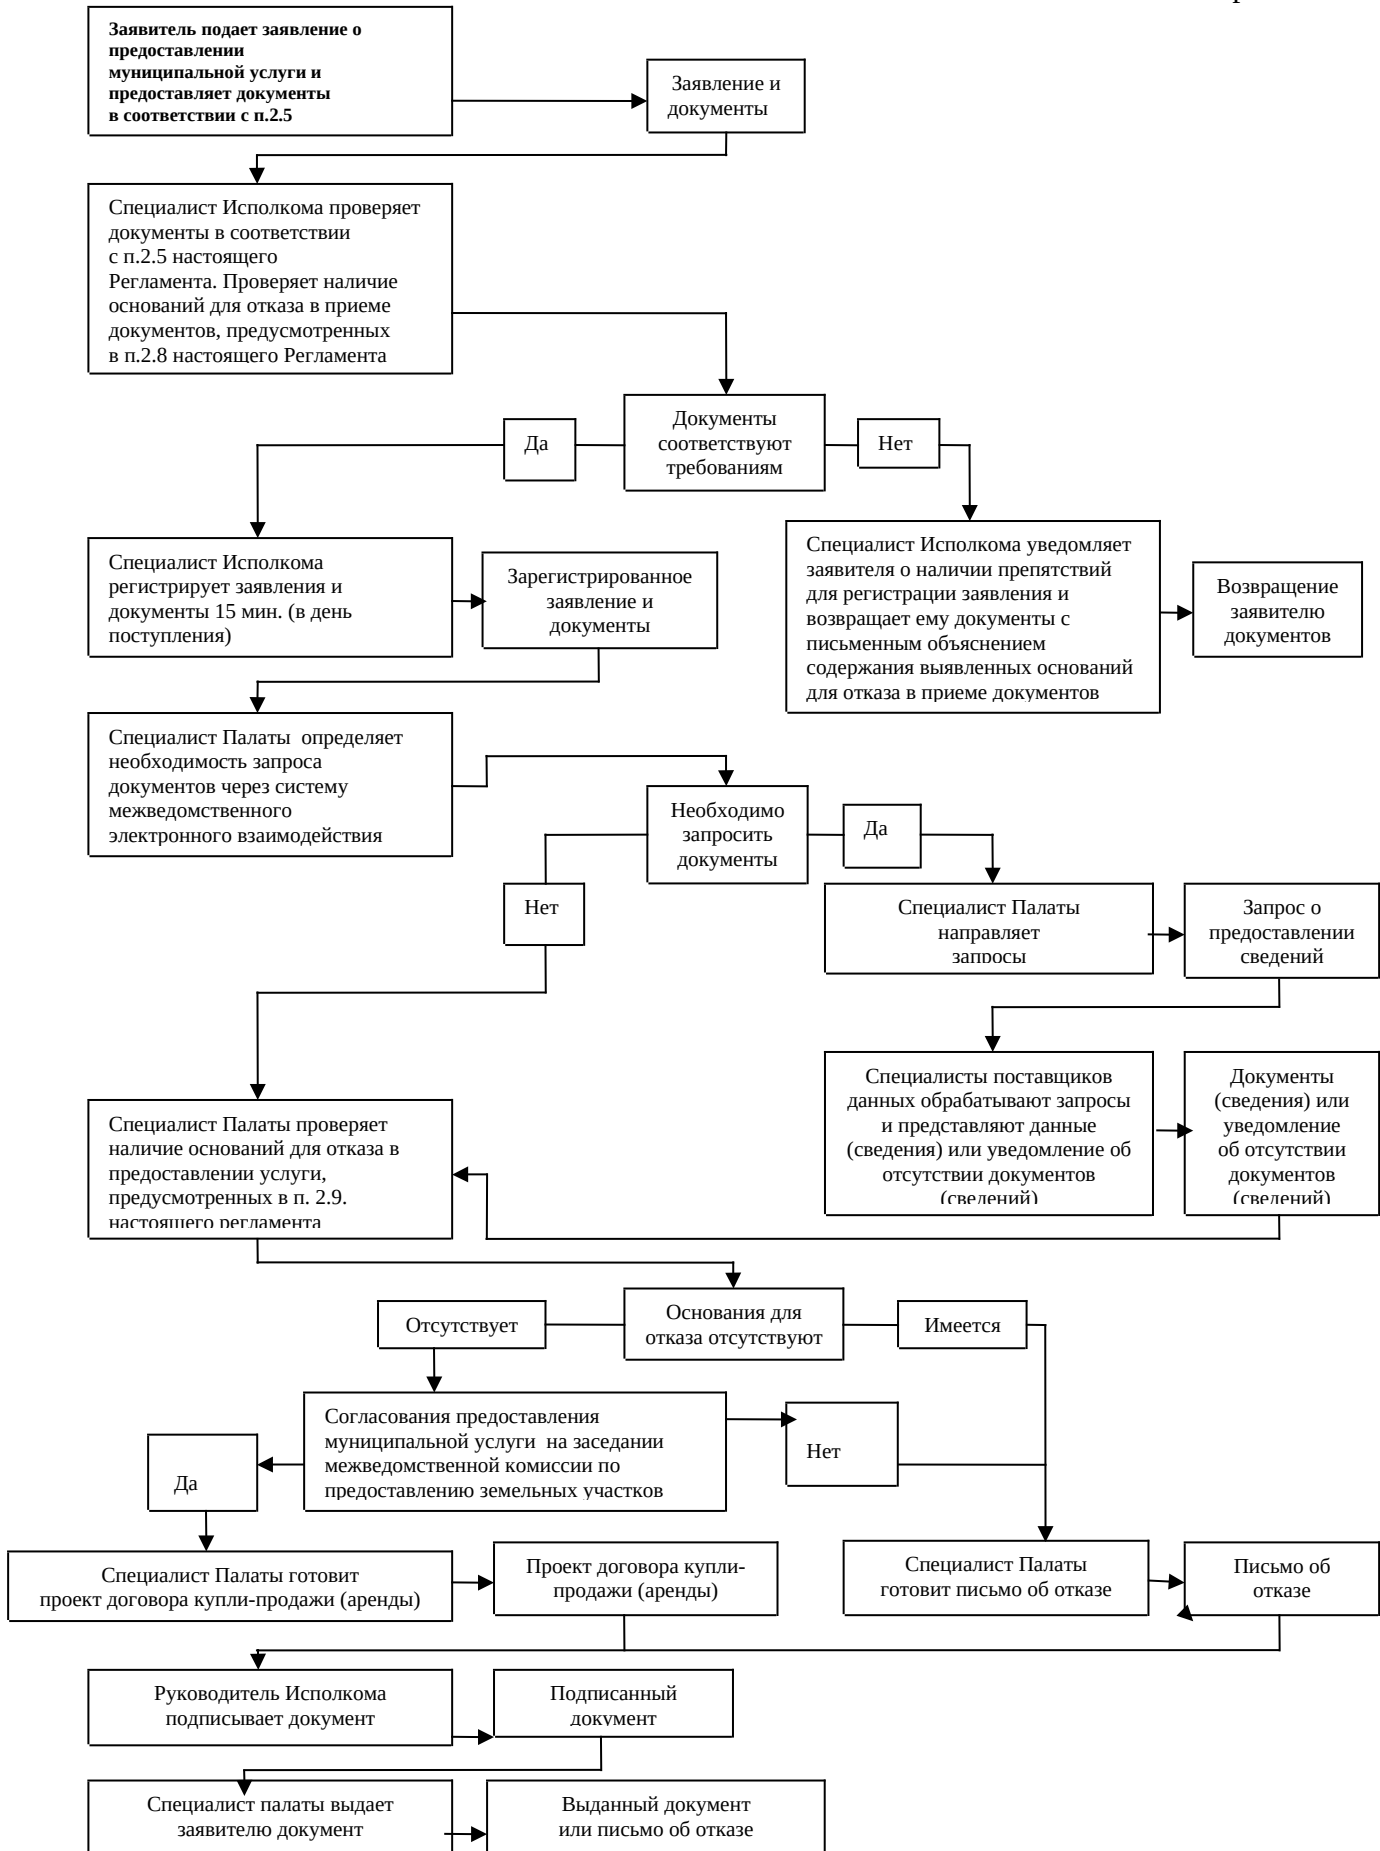 Заявитель подает заявление о
предоставлении
муниципальной услуги и
предоставляет документы
в соответствии с п.2.5
Заявление и
документы
Специалист Исполкома проверяет
документы в соответствии
с п.2.5 настоящего
Регламента. Проверяет наличие
оснований для отказа в приеме
документов, предусмотренных
в п.2.8 настоящего Регламента
Документы
соответствуют
требованиям
Да
Нет
Специалист Исполкома
регистрирует заявления и
документы 15 мин. (в день
поступления)
Зарегистрированное
заявление и
документы
Специалист Исполкома уведомляет
заявителя о наличии препятствий
для регистрации заявления и
возвращает ему документы с
письменным объяснением
содержания выявленных оснований
для отказа в приеме документов
Возвращение
заявителю
документов
Специалист Палаты  определяет
необходимость запроса
документов через систему
межведомственного
электронного взаимодействия
Необходимо
запросить
документы
Да
Нет
Специалист Палаты
направляет
запросы
Запрос о
предоставлении
сведений
Специалисты поставщиков
данных обрабатывают запросы
и представляют данные
(сведения) или уведомление об
отсутствии документов
(сведений)
Документы
(сведения) или
уведомление
об отсутствии
документов
(сведений)
Специалист Палаты проверяет
наличие оснований для отказа в
предоставлении услуги,
предусмотренных в п. 2.9.
настоящего регламента
Основания для
отказа отсутствуют
Отсутствует
Имеется
Согласования предоставления
муниципальной услуги  на заседании
межведомственной комиссии по
предоставлению земельных участков
Нет
Да
Специалист Палаты готовит
проект договора купли-продажи (аренды)
Проект договора купли-
продажи (аренды)
Специалист Палаты
готовит письмо об отказе
Письмо об
отказе
Руководитель Исполкома
подписывает документ
Подписанный
документ
Специалист палаты выдает
заявителю документ
Выданный документ
или письмо об отказе